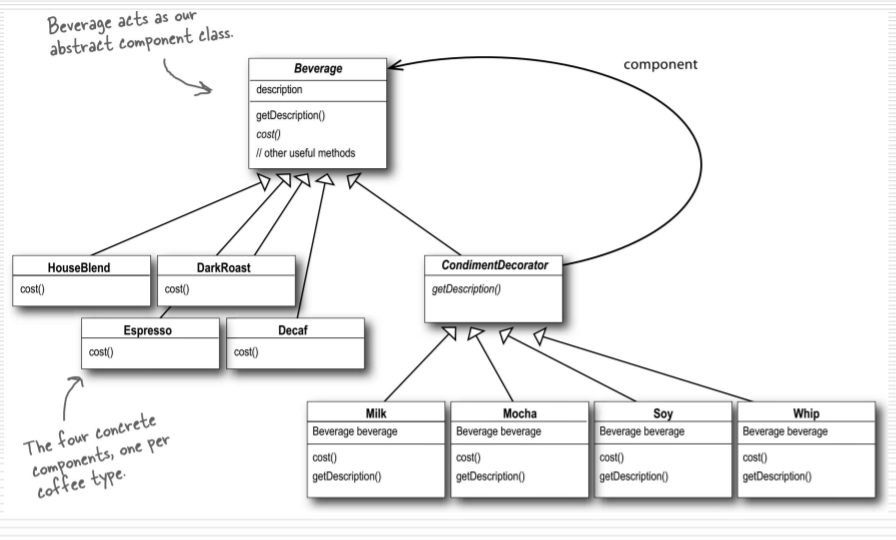 Beverage acts as our
abstract component class.
Beverage
description
getDescription()
cost()
// other useful methods
component
HouseBlend
cost()
DarkRoast
cost()
Espresso
cost()
Decaf
cost()
CondimentDecorator
getDescription()
The four concrete
components, one per
coffee type.
Milk
Beverage beverage
cost()
getDescription()
Mocha
Beverage beverage
cost()
getDescription()
Soy
Beverage beverage
cost()
getDescription()
Whip
Beverage beverage
cost()
getDescription()